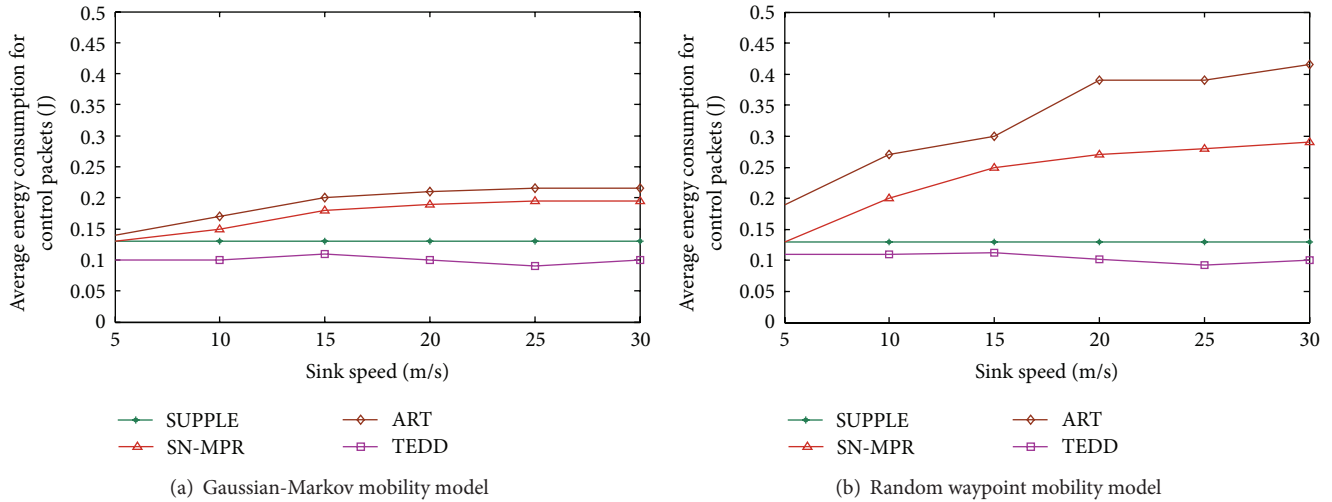 Average energy consumption for
control packets (J)
0.5
0.45
0.4
0.35
0.3
0.25
0.2
0.15
0.1
0.05
0
5 10 15 20 25 30
Sink speed (m/s)
SUPPLE ART
SN-MPR TEDD
(a) Gaussian-Markov mobility model
Average energy consumption for
control packets (J)
0.5
0.45
0.4
0.35
0.3
0.25
0.2
0.15
0.1
0.05
0
5 10 15 20 25 30
Sink speed (m/s)
SUPPLE ART
SN-MPR TEDD
(b) Random waypoint mobility model